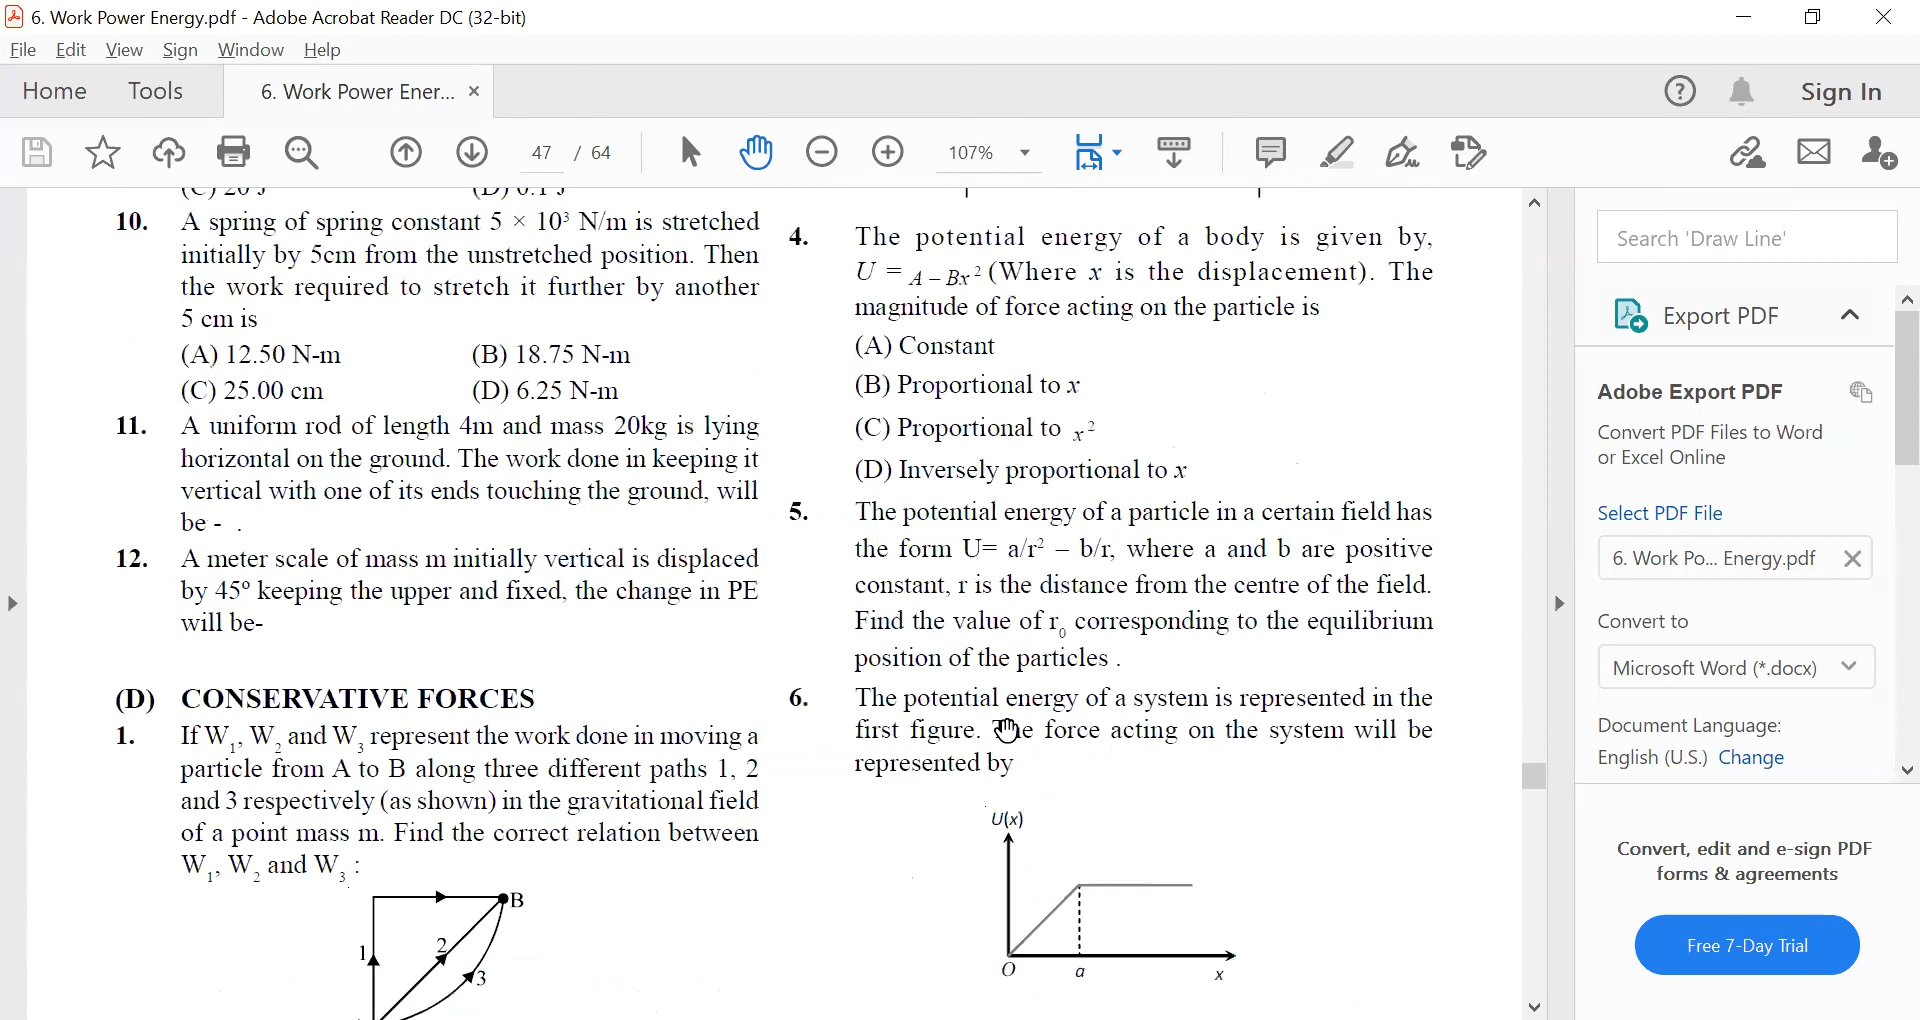 6. Work Power Energy.pdf - Adobe Acrobat Reader DC (32-bit)
File Edit View Sign Window Help
Home Tools 6. Work Power Ener... × Sign In
47 / 64 107%
(C) 20 J (D) 0.1 J
10. A spring of spring constant 5 × 10³ N/m is stretched
initially by 5cm from the unstretched position. Then
the work required to stretch it further by another
5 cm is
(A) 12.50 N-m (B) 18.75 N-m
(C) 25.00 cm (D) 6.25 N-m
11. A uniform rod of length 4m and mass 20kg is lying
horizontal on the ground. The work done in keeping it
vertical with one of its ends touching the ground, will
be - .
12. A meter scale of mass m initially vertical is displaced
by 45º keeping the upper and fixed, the change in PE
will be-
(D) CONSERVATIVE FORCES
1. If W₁, W₂ and W₃ represent the work done in moving a
particle from A to B along three different paths 1, 2
and 3 respectively (as shown) in the gravitational field
of a point mass m. Find the correct relation between
W₁, W₂ and W₃ :
B
1
2
3
4. The potential energy of a body is given by,
U = A – Bx² (Where x is the displacement). The
magnitude of force acting on the particle is
(A) Constant
(B) Proportional to x
(C) Proportional to x²
(D) Inversely proportional to x
5. The potential energy of a particle in a certain field has
the form U= a/r² – b/r, where a and b are positive
constant, r is the distance from the centre of the field.
Find the value of r₀ corresponding to the equilibrium
position of the particles .
6. The potential energy of a system is represented in the
first figure. The force acting on the system will be
represented by
U(x)
O a x
Search 'Draw Line'
Export PDF
Adobe Export PDF
Convert PDF Files to Word
or Excel Online
Select PDF File
6. Work Po... Energy.pdf
Convert to
Microsoft Word (*.docx)
Document Language:
English (U.S.) Change
Convert, edit and e-sign PDF
forms & agreements
Free 7-Day Trial